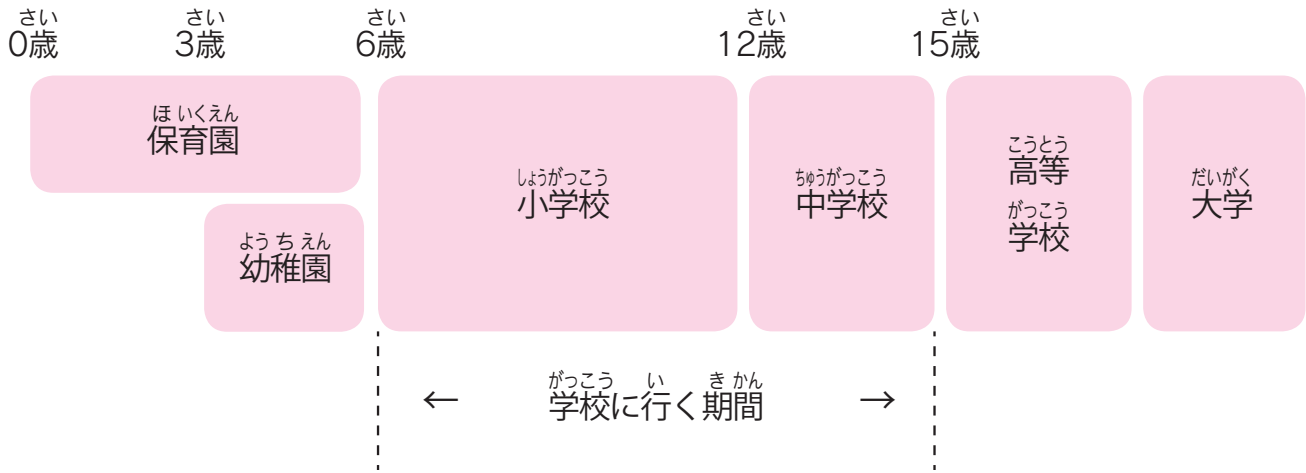 さい さい さい さい さい
0歳 3歳 6歳 12歳 15歳
ほいくえん
保育園
ようちえん
幼稚園
しょうがっこう
小学校
ちゅうがっこう
中学校
こうとう
高等
がっこう
学校
だいがく
大学
がっこう い きかん
← 学校に行く期間 →